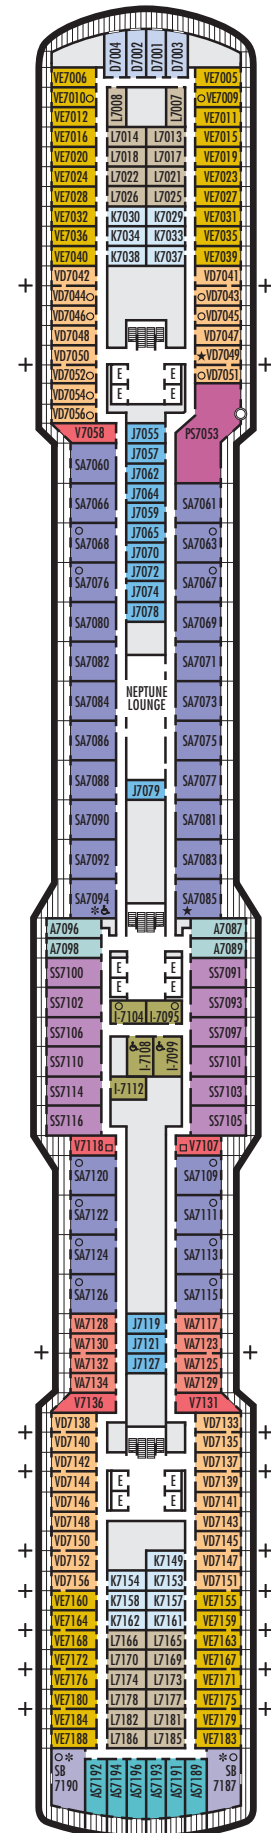 D7004 D7002 D7001 D7003
VE7006 VE7005
VE7010 L7008 L7007 VE7009
VE7012 VE7011
VE7016 L7014 L7013 VE7015
VE7020 L7018 L7017 VE7019
VE7024 L7022 L7021 VE7023
VE7028 L7026 L7025 VE7027
VE7032 K7030 K7029 VE7031
VE7036 K7034 K7033 VE7035
VE7040 K7038 K7037 VE7039
VD7042 VD7041
VD7044 VD7043
VD7046 VD7045
VD7048 VD7047
VD7050 ★VD7049
VD7052 E E VD7051
VD7054 E E
VD7056
V7058 J7055 PS7053
J7057
SA7060 J7062
J7064
SA7066 J7059 SA7061
J7065
SA7068 J7070 SA7063
J7072
SA7076 J7074 SA7067
J7078
SA7080 SA7069
SA7082 SA7071
SA7084 NEPTUNE SA7073
LOUNGE
SA7086 SA7075
SA7088 J7079 SA7077
SA7090 SA7081
SA7092 SA7083
SA7094 SA7085
* ★
A7096 A7087
A7098 A7089
SS7100 E E SS7091
SS7102 E E SS7093
I-7104 I-7095
SS7106 SS7097
SS7110 I-7108 I-7099 SS7101
SS7114 I-7112 SS7103
SS7116 SS7105
V7118 V7107
SA7120 SA7109
SA7122 SA7111
SA7124 SA7113
SA7126 SA7115
VA7128 J7119 VA7117
VA7130 J7121 VA7123
VA7132 J7127 VA7125
VA7134 VA7129
V7136 V7131
VD7138 VD7133
VD7140 VD7135
VD7142 VD7137
VD7144 E E VD7139
VD7146 E E VD7141
VD7148 VD7143
VD7150 VD7145
VD7152 K7149 VD7147
VD7156 K7154 K7153 VD7151
VE7160 K7158 K7157 VE7155
VE7164 K7162 K7161 VE7159
VE7168 L7166 L7165 VE7163
VE7172 L7170 L7169 VE7167
VE7176 L7174 L7173 VE7171
VE7180 L7178 L7177 VE7175
VE7184 L7182 L7181 VE7179
VE7188 L7186 L7185 VE7183
* *
SB SB
7190 7187
AS7192 AS7194 AS7196 AS7193 AS7191 AS7189